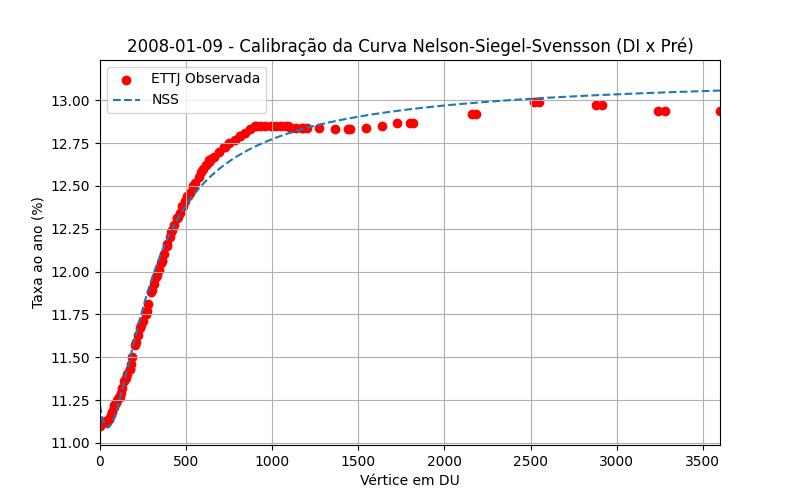 2008-01-09 - Calibração da Curva Nelson-Siegel-Svensson (DI x Pré)
ETTJ Observada
NSS
Taxa ao ano (%)
13.00
12.75
12.50
12.25
12.00
11.75
11.50
11.25
11.00
0 500 1000 1500 2000 2500 3000 3500
Vértice em DU